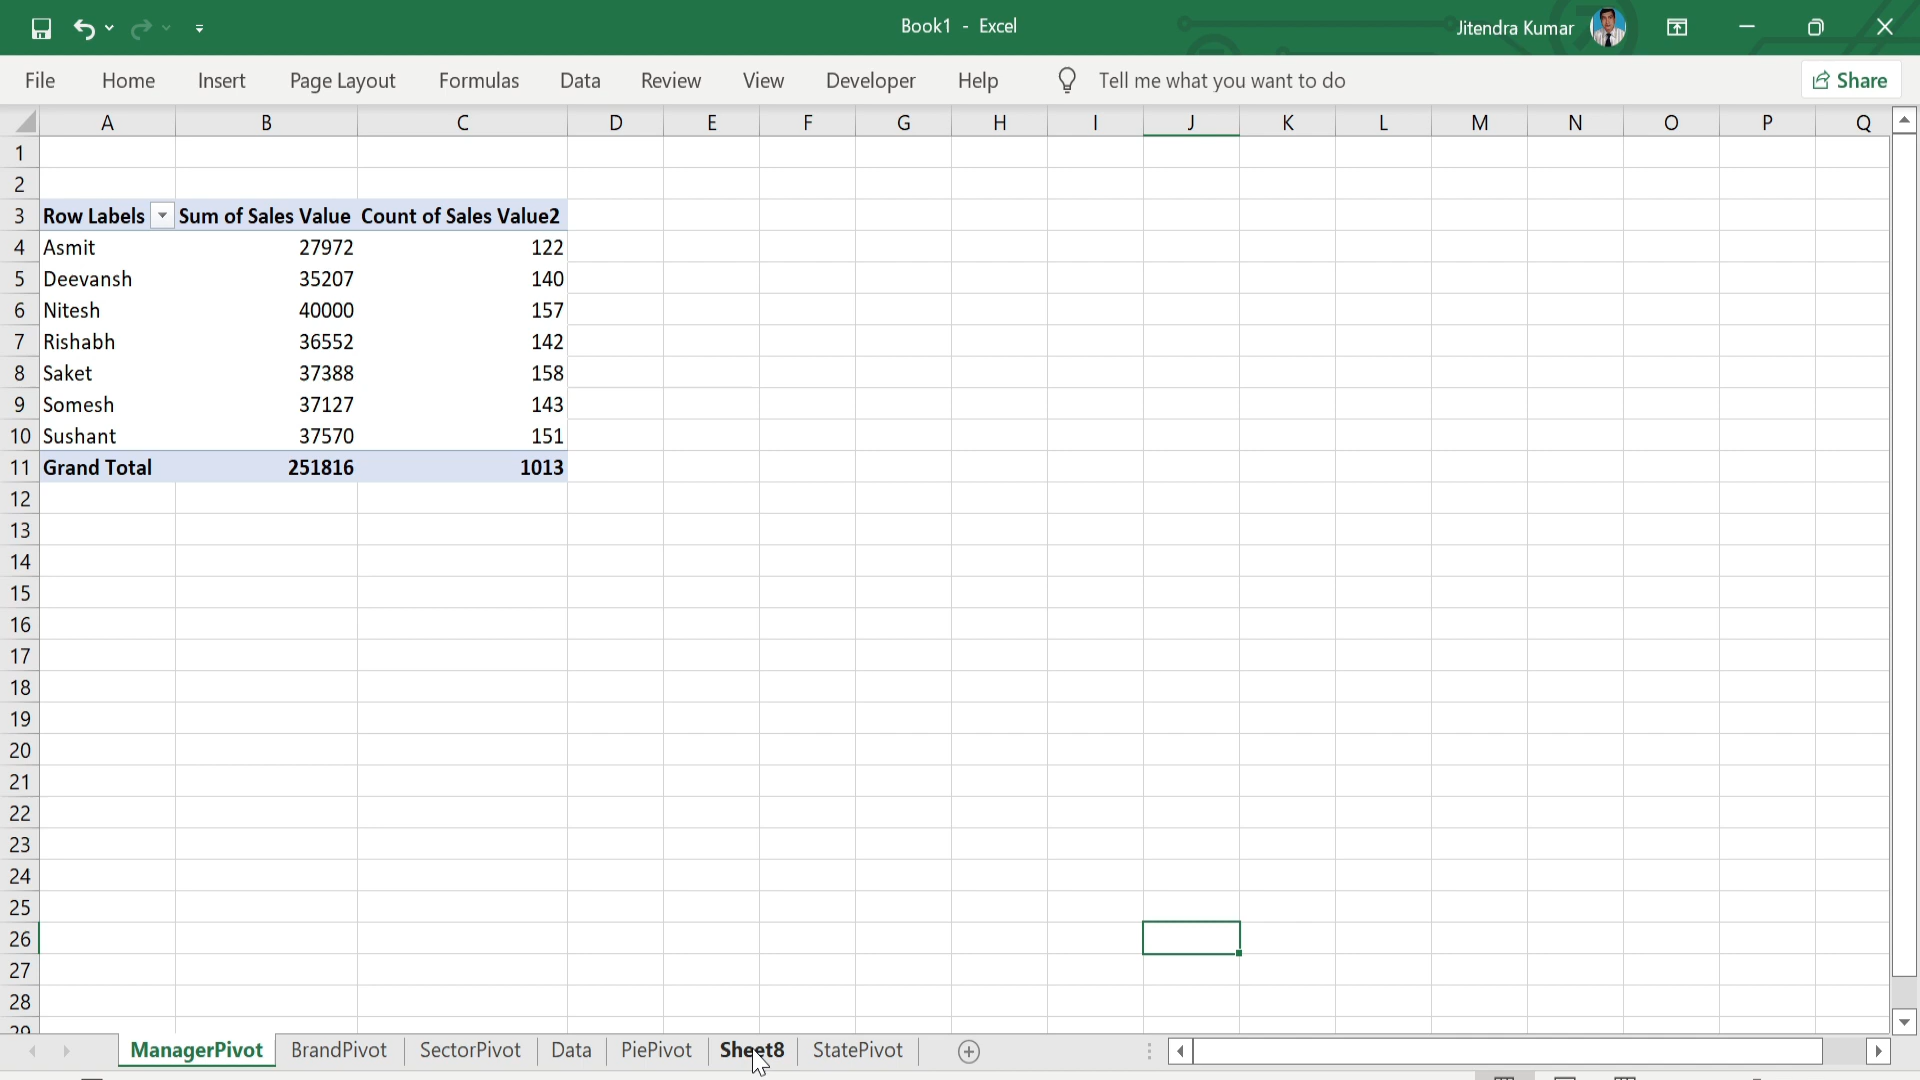 Book1 - Excel
Jitendra Kumar
File Home Insert Page Layout Formulas Data Review View Developer Help Tell me what you want to do Share
A B C D E F G H I J K L M N O P Q
1
2
3 Row Labels Sum of Sales Value Count of Sales Value2
4 Asmit 27972 122
5 Deevansh 35207 140
6 Nitesh 40000 157
7 Rishabh 36552 142
8 Saket 37388 158
9 Somesh 37127 143
10 Sushant 37570 151
11 Grand Total 251816 1013
12
13
14
15
16
17
18
19
20
21
22
23
24
25
26
27
28
29
ManagerPivot BrandPivot SectorPivot Data PiePivot Sheet8 StatePivot